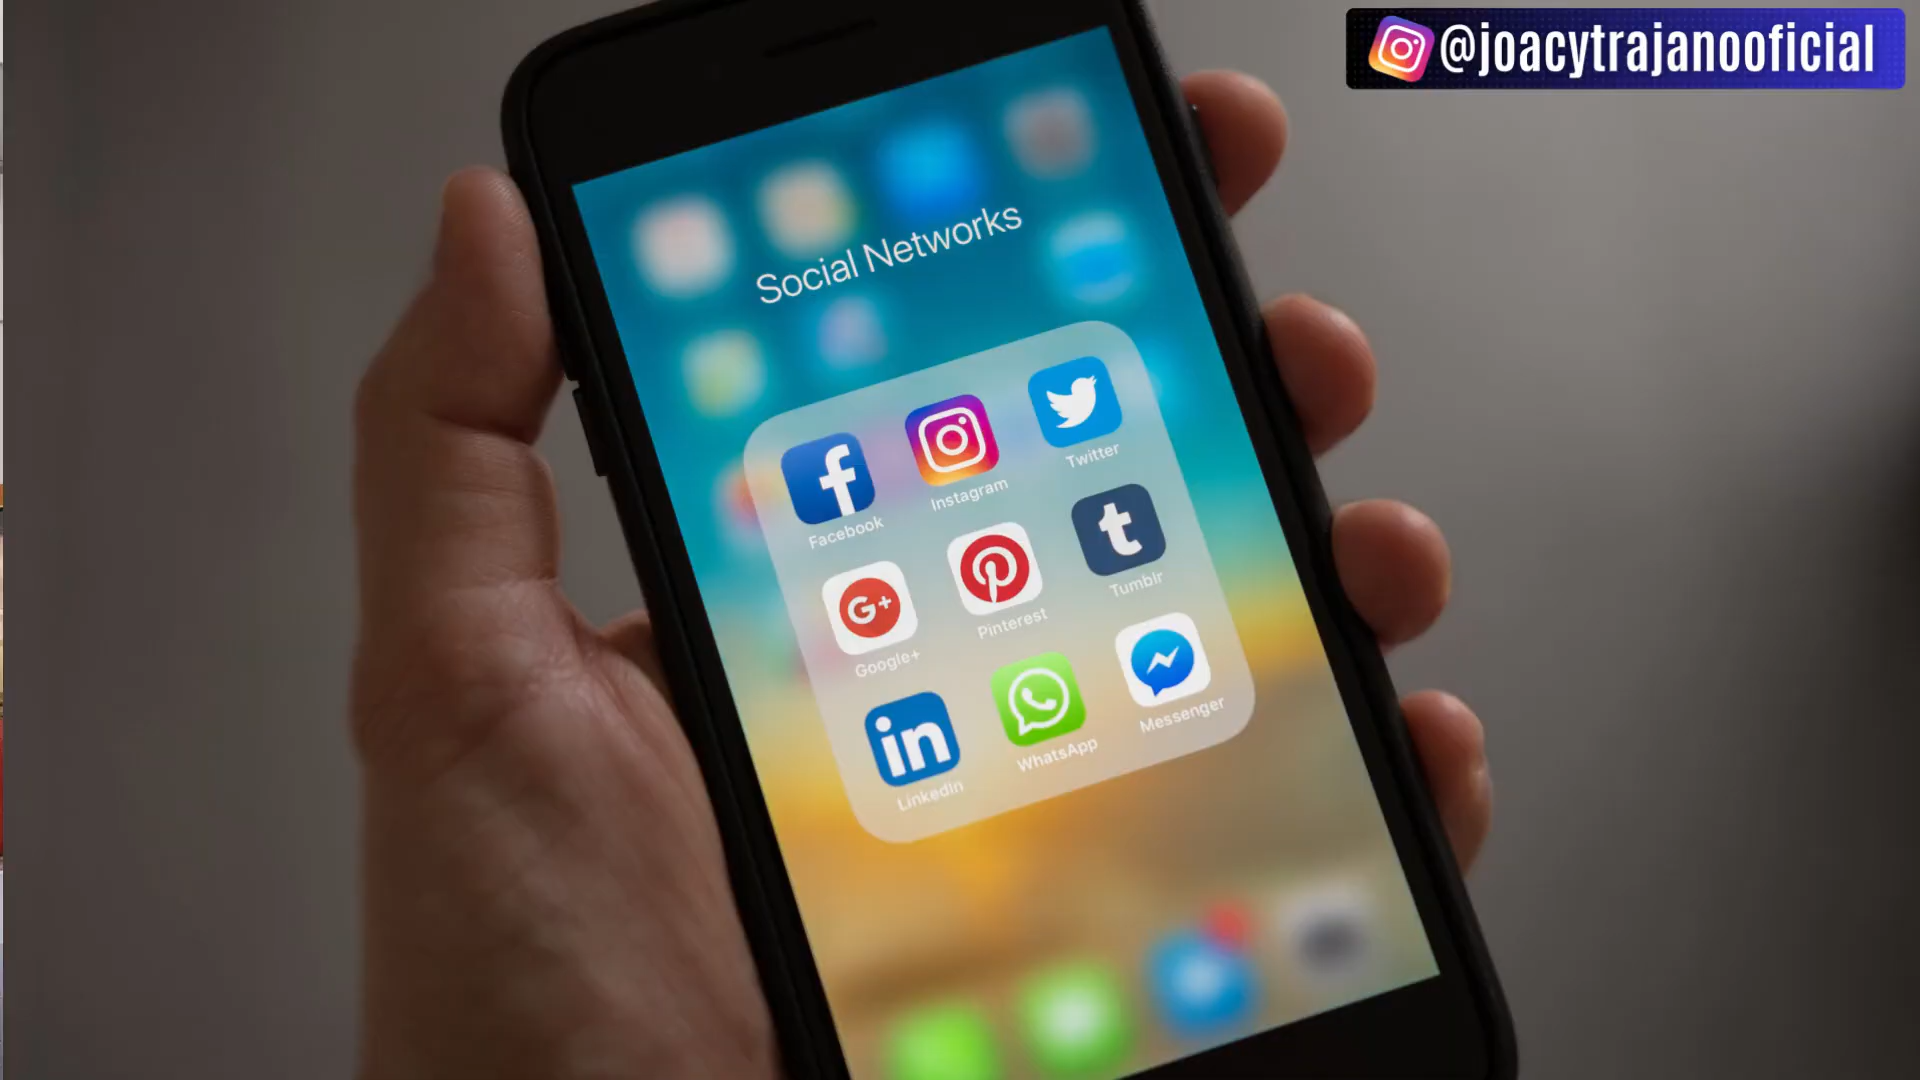 @joacytrajanooficial
Social Networks
Facebook
Instagram
Twitter
Google+
Pinterest
Tumblr
LinkedIn
WhatsApp
Messenger